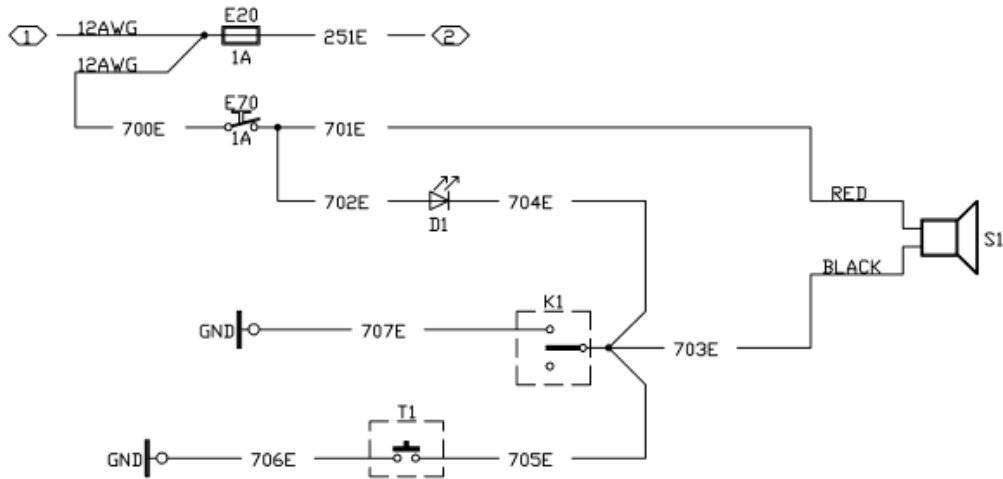 E20
1 12AWG 251E 2
1A
12AWG
E70
700E 701E
1A
702E 704E RED
D1
S1
BLACK
K1
GND 707E
703E
T1
GND 706E 705E